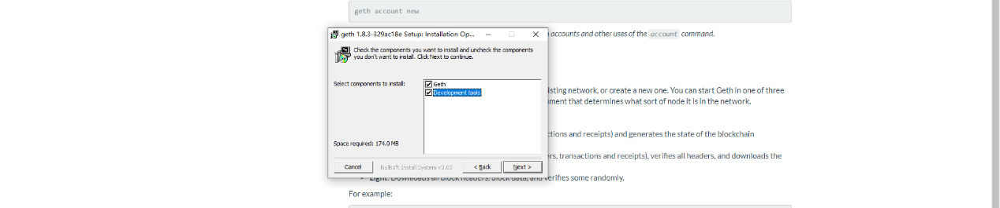 geth account new
geth 1.8.3-329ac18e Setup: Installation Op...
accounts and other uses of the account command.
Check the components you want to install and uncheck the components
you don't want to install. Click Next to continue.
Select components to install:
Geth
Development tools
isting network, or create a new one. You can start Geth in one of three
ument that determines what sort of node it is in the network.
ctions and receipts) and generates the state of the blockchain
Space required: 174.0 MB
rs, transactions and receipts), verifies all headers, and downloads the
Cancel
Nullsoft Install System v3.03
< Back
Next >
Light: Downloads all block headers, block data, and verifies some randomly.
For example: